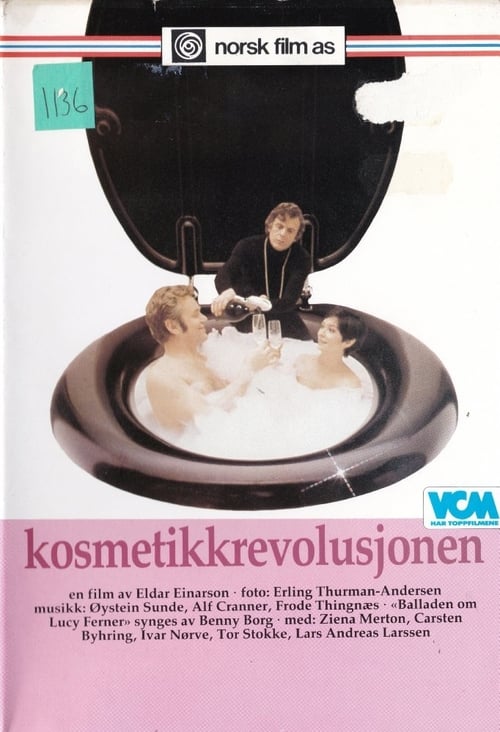 norsk film as
1136
VCM
HAR TOPPFILMENE
kosmetikkrevolusjonen
en film av Eldar Einarson · foto: Erling Thurman-Andersen
musikk: Øystein Sunde, Alf Cranner, Frode Thingnæs · «Balladen om
Lucy Ferner» synges av Benny Borg · med: Ziena Merton, Carsten
Byhring, Ivar Nørve, Tor Stokke, Lars Andreas Larssen